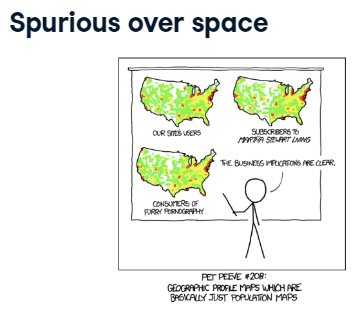 Spurious over space
OUR SITE'S USERS
SUBSCRIBERS TO
MARTHA STEWART LIVING
THE BUSINESS IMPLICATIONS ARE CLEAR.
CONSUMERS OF
FURRY PORNOGRAPHY
PET PEEVE #208:
GEOGRAPHIC PROFILE MAPS WHICH ARE
BASICALLY JUST POPULATION MAPS